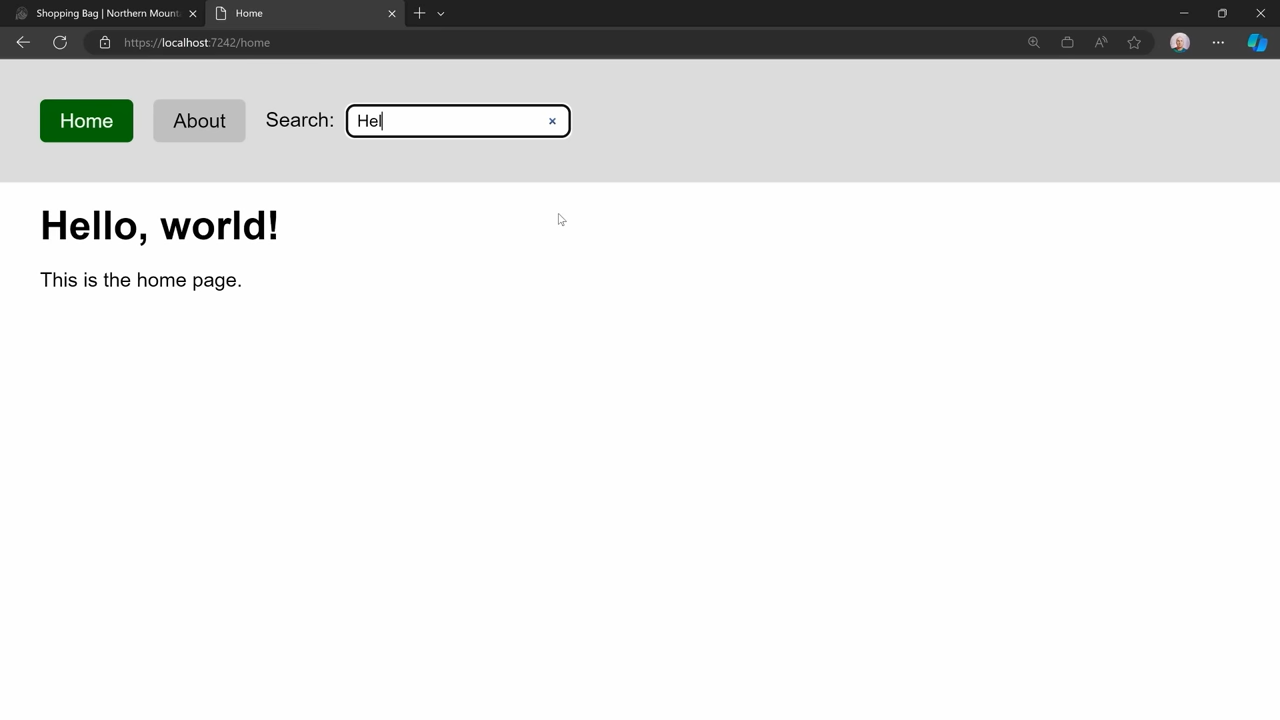 Shopping Bag | Northern Mount
Home
https://localhost:7242/home
Home
About
Search:
Hel
Hello, world!
This is the home page.